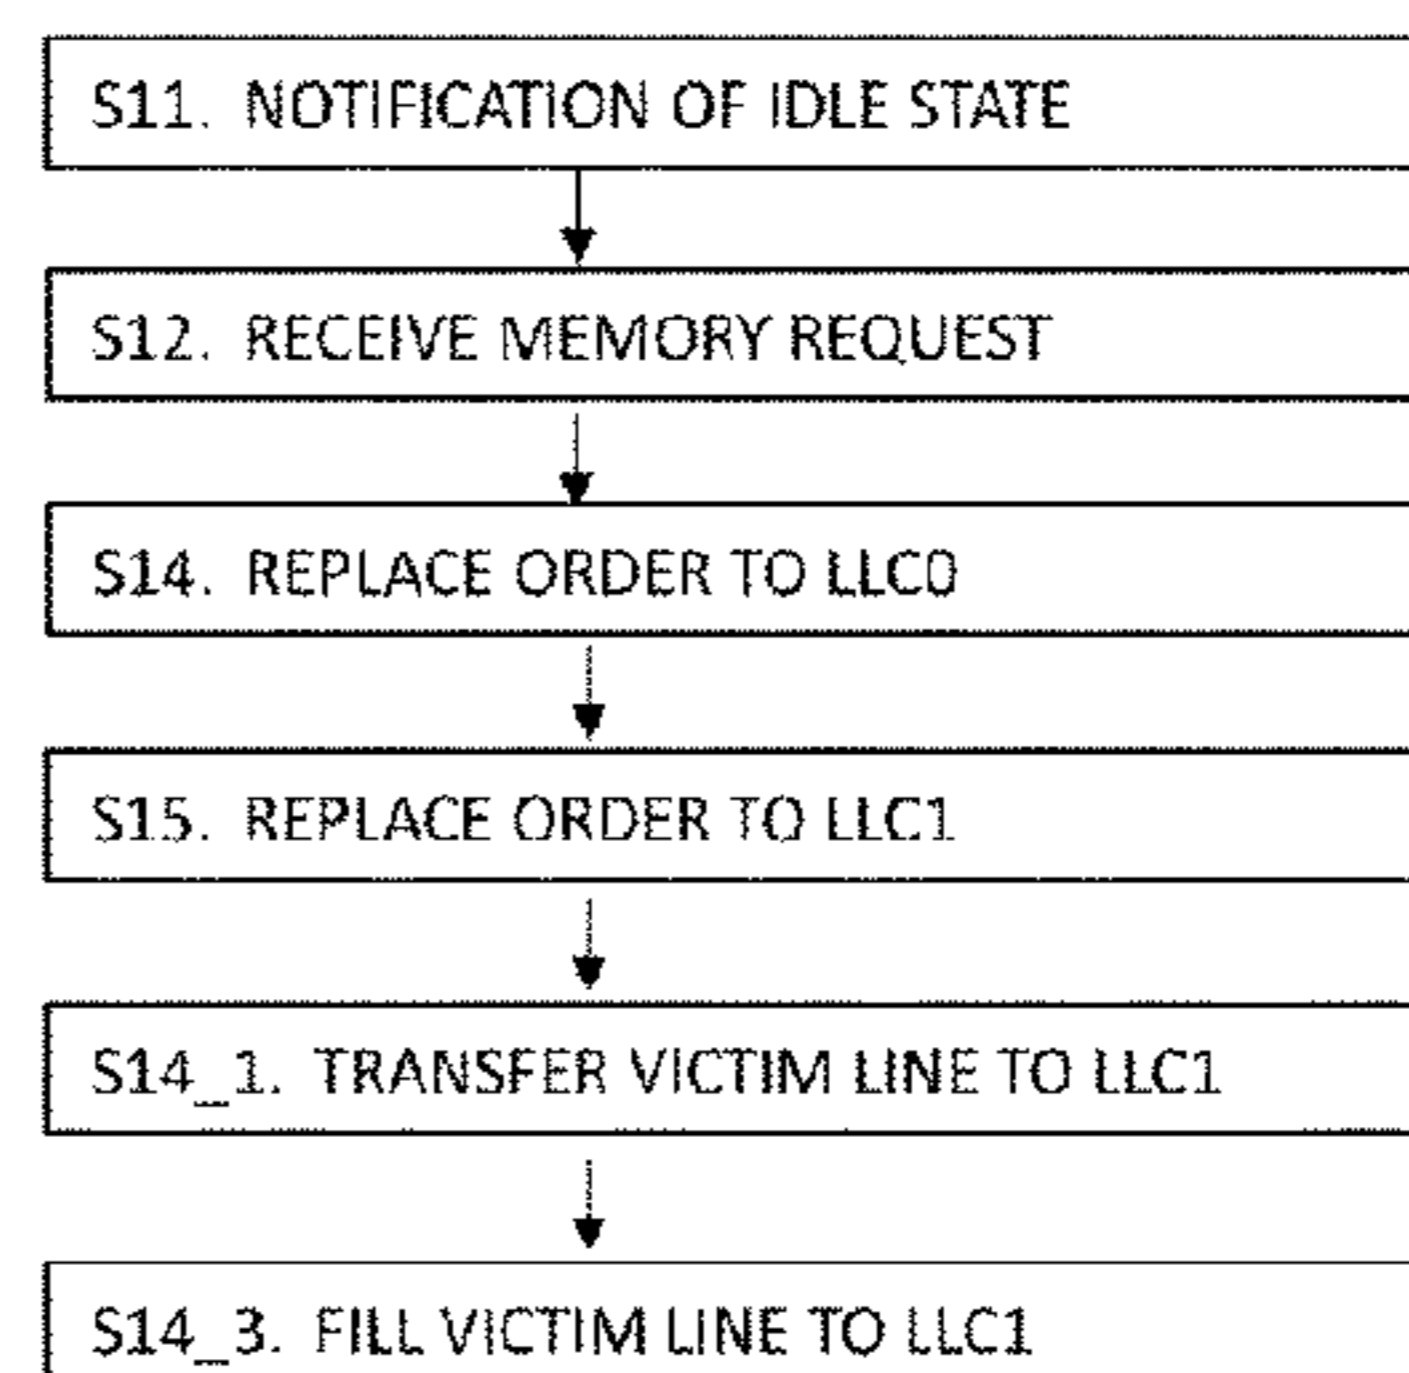 S11. NOTIFICATION OF IDLE STATE
S12. RECEIVE MEMORY REQUEST
S14. REPLACE ORDER TO LLC0
S15. REPLACE ORDER TO LLC1
S14_1. TRANSFER VICTIM LINE TO LLC1
S14_3. FILL VICTIM LINE TO LLC1